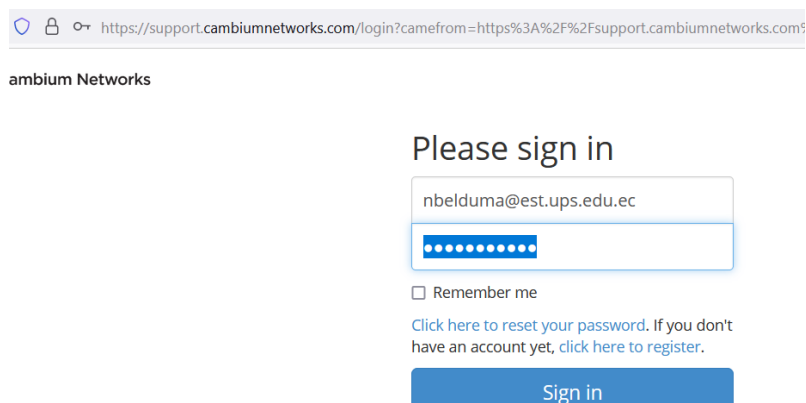 https://support.cambiumnetworks.com/login?camefrom=https%3A%2F%2Fsupport.cambiumnetworks.com%
ambium Networks
Please sign in
nbelduma@est.ups.edu.ec
●●●●●●●●●●●
Remember me
Click here to reset your password. If you don't
have an account yet, click here to register.
Sign in